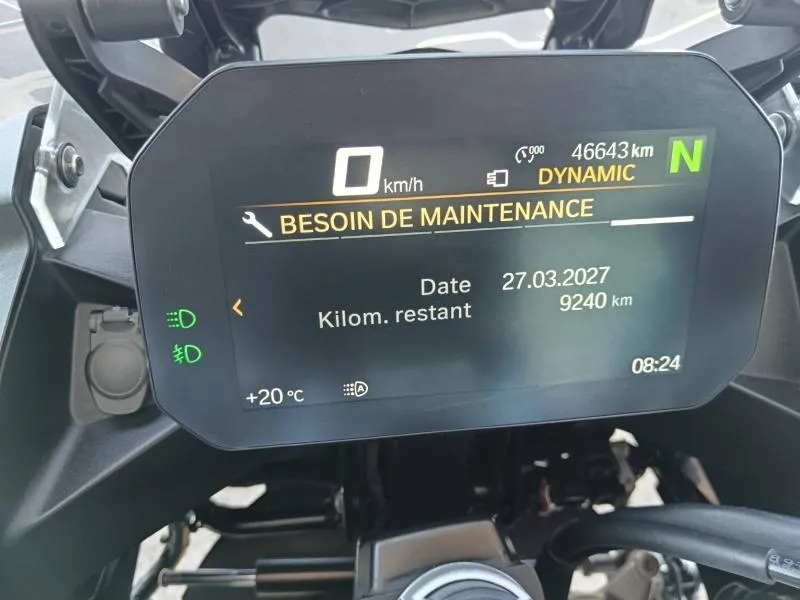 000 46643 km N
0 km/h DYNAMIC
BESOIN DE MAINTENANCE
Date 27.03.2027
Kilom. restant 9240 km
08:24
+20 °C A